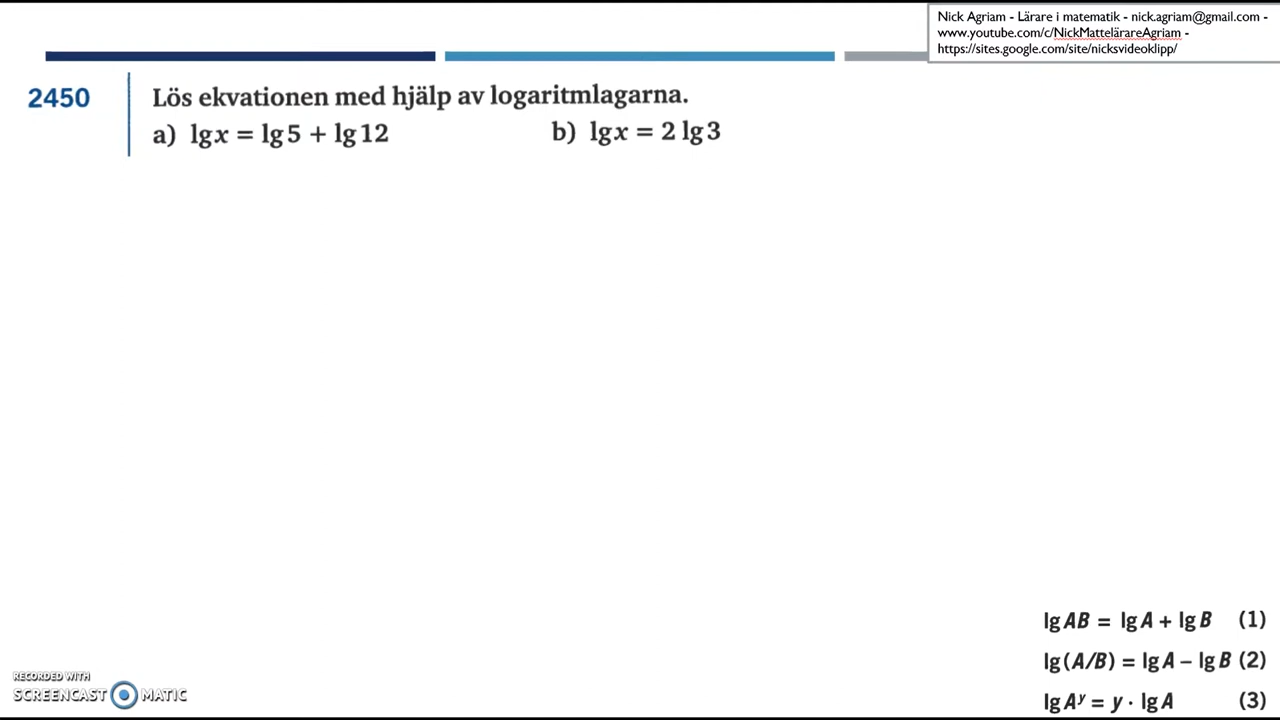 Nick Agriam - Lärare i matematik - nick.agriam@gmail.com -
www.youtube.com/c/NickMattelärareAgriam -
https://sites.google.com/site/nicksvideoklipp/
2450 Lös ekvationen med hjälp av logaritmlagarna.
a) lg x = lg 5 + lg 12 b) lg x = 2 lg 3
lg AB = lg A + lg B (1)
lg (A/B) = lg A – lg B (2)
lg Aʸ = y · lg A (3)
RECORDED WITH
SCREENCAST MATIC